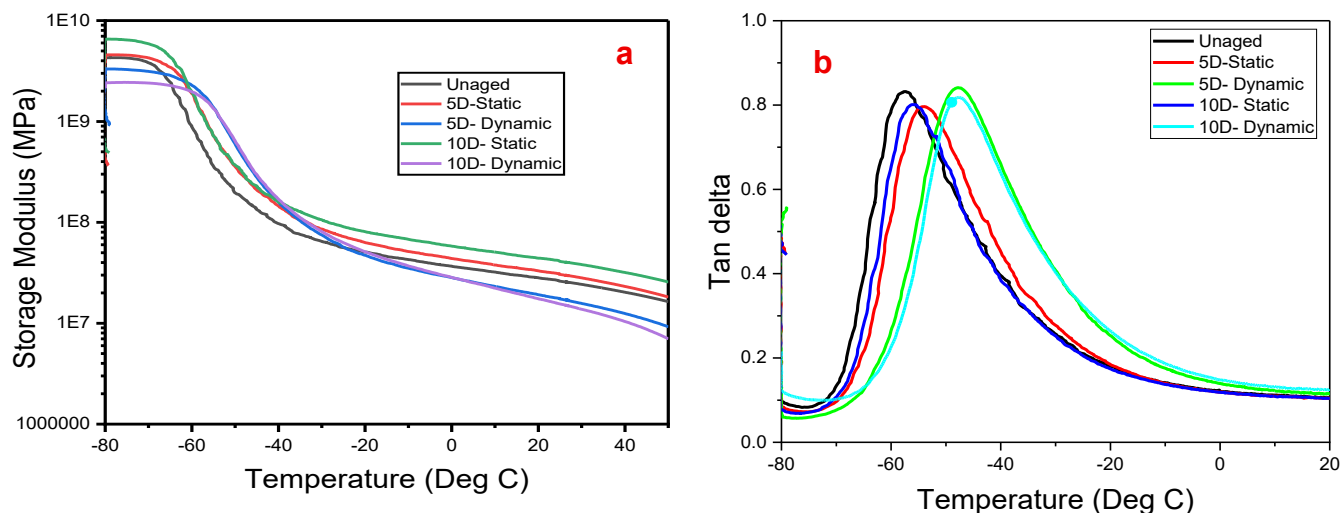 a
Storage Modulus (MPa)
1E10
1E9
1E8
1E7
1000000
Unaged
5D-Static
5D- Dynamic
10D- Static
10D- Dynamic
-80 -60 -40 -20 0 20 40
Temperature (Deg C)
b
Tan delta
1.0
0.8
0.6
0.4
0.2
0.0
Unaged
5D-Static
5D- Dynamic
10D- Static
10D- Dynamic
-80 -60 -40 -20 0 20
Temperature (Deg C)